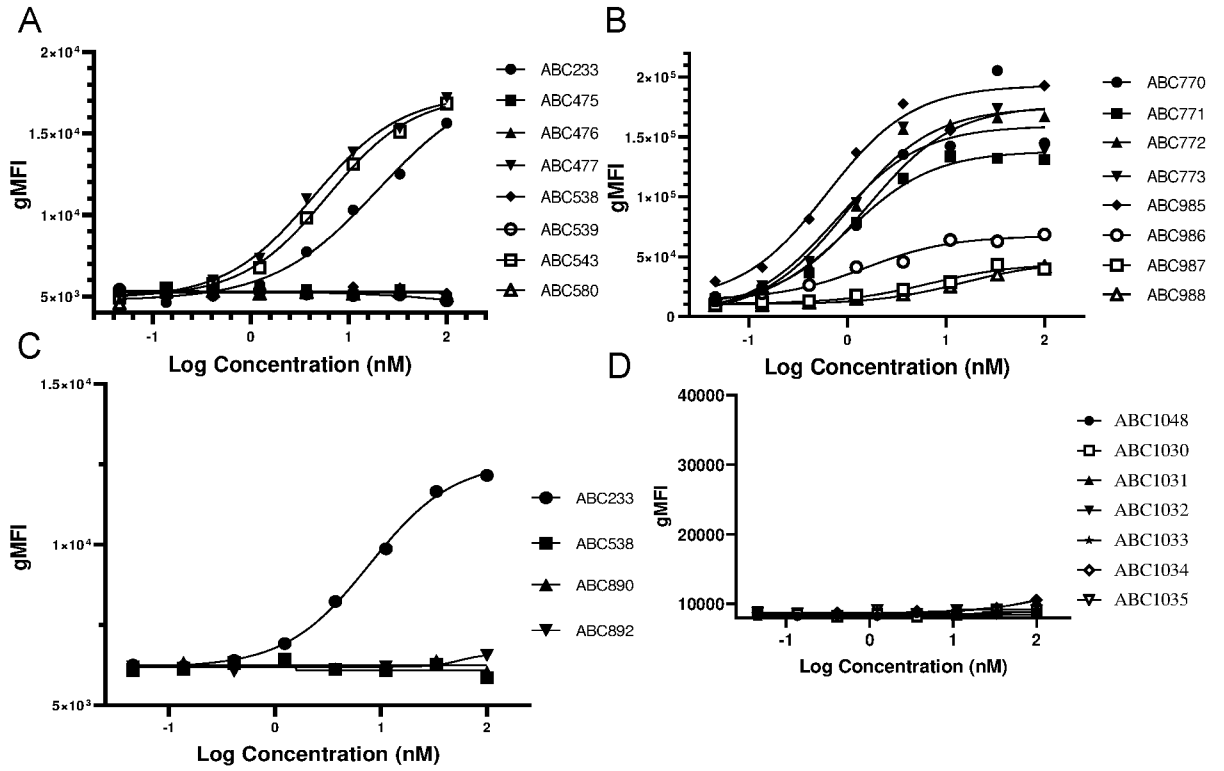 A
gMFI
2×10⁴
1.5×10⁴
1×10⁴
5×10³
-1 0 1 2
Log Concentration (nM)
ABC233
ABC475
ABC476
ABC477
ABC538
ABC539
ABC543
ABC580
B
gMFI
2×10⁵
1.5×10⁵
1×10⁵
5×10⁴
0
-1 0 1 2
Log Concentration (nM)
ABC770
ABC771
ABC772
ABC773
ABC985
ABC986
ABC987
ABC988
C
gMFI
1.5×10⁴
1×10⁴
5×10³
-1 0 1 2
Log Concentration (nM)
ABC233
ABC538
ABC890
ABC892
D
gMFI
40000
30000
20000
10000
-1 0 1 2
Log Concentration (nM)
ABC1048
ABC1030
ABC1031
ABC1032
ABC1033
ABC1034
ABC1035